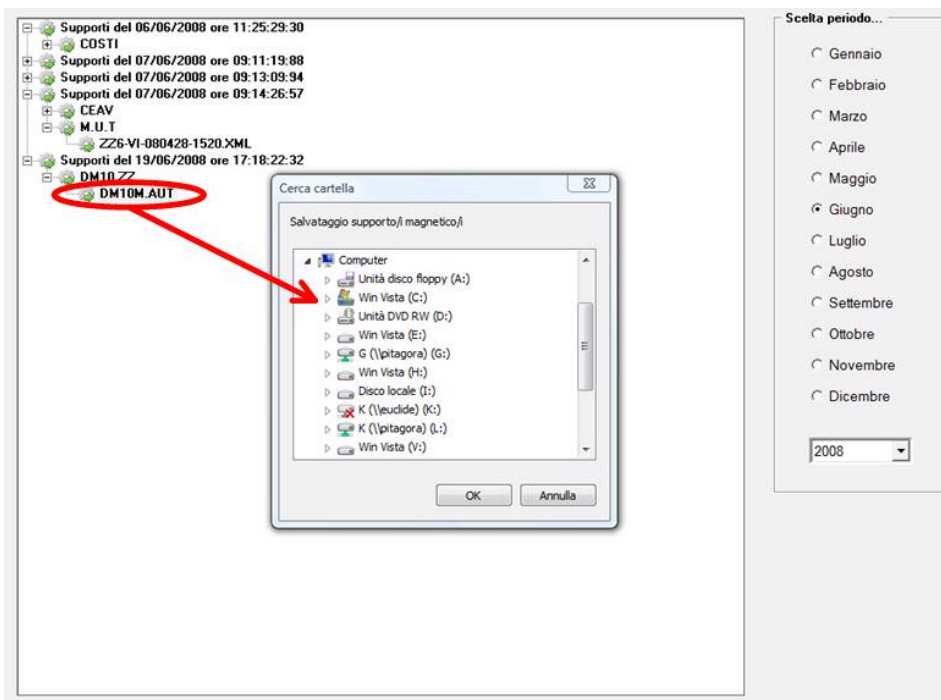 Supporti del 06/06/2008 ore 11:25:29:30
COSTI
Supporti del 07/06/2008 ore 09:11:19:88
Supporti del 07/06/2008 ore 09:13:09:94
Supporti del 07/06/2008 ore 09:14:26:57
CEAV
M.U.T
ZZ6-VI-080428-1520.XML
Supporti del 19/06/2008 ore 17:18:22:32
DM10.ZZ
DM10M.AUT
Cerca cartella
Salvataggio supporto/i magnetico/i
Computer
Unità disco floppy (A:)
Win Vista (C:)
Unità DVD RW (D:)
Win Vista (E:)
G (\\pitagora) (G:)
Win Vista (H:)
Disco locale (I:)
K (\\euclide) (K:)
K (\\pitagora) (L:)
Win Vista (V:)
OK
Annulla
Scelta periodo...
Gennaio
Febbraio
Marzo
Aprile
Maggio
Giugno
Luglio
Agosto
Settembre
Ottobre
Novembre
Dicembre
2008